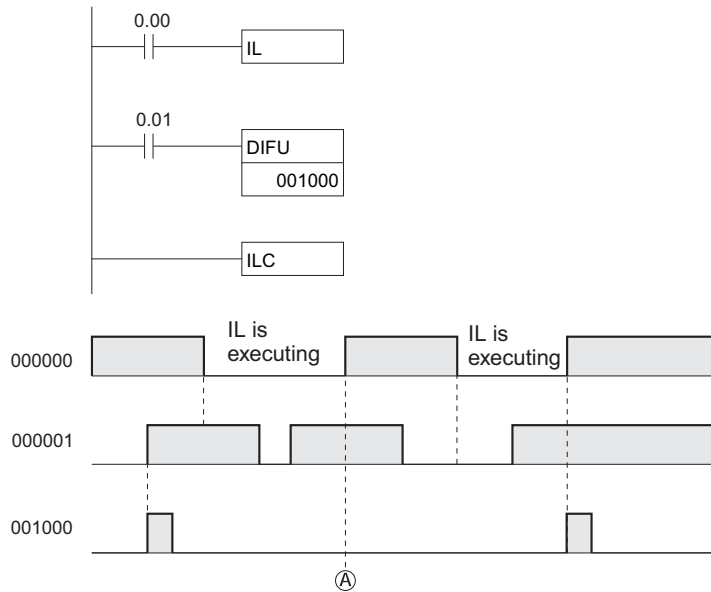 0.00
IL
0.01
DIFU
001000
ILC
IL is
executing
IL is
executing
000000
000001
001000
Ⓐ